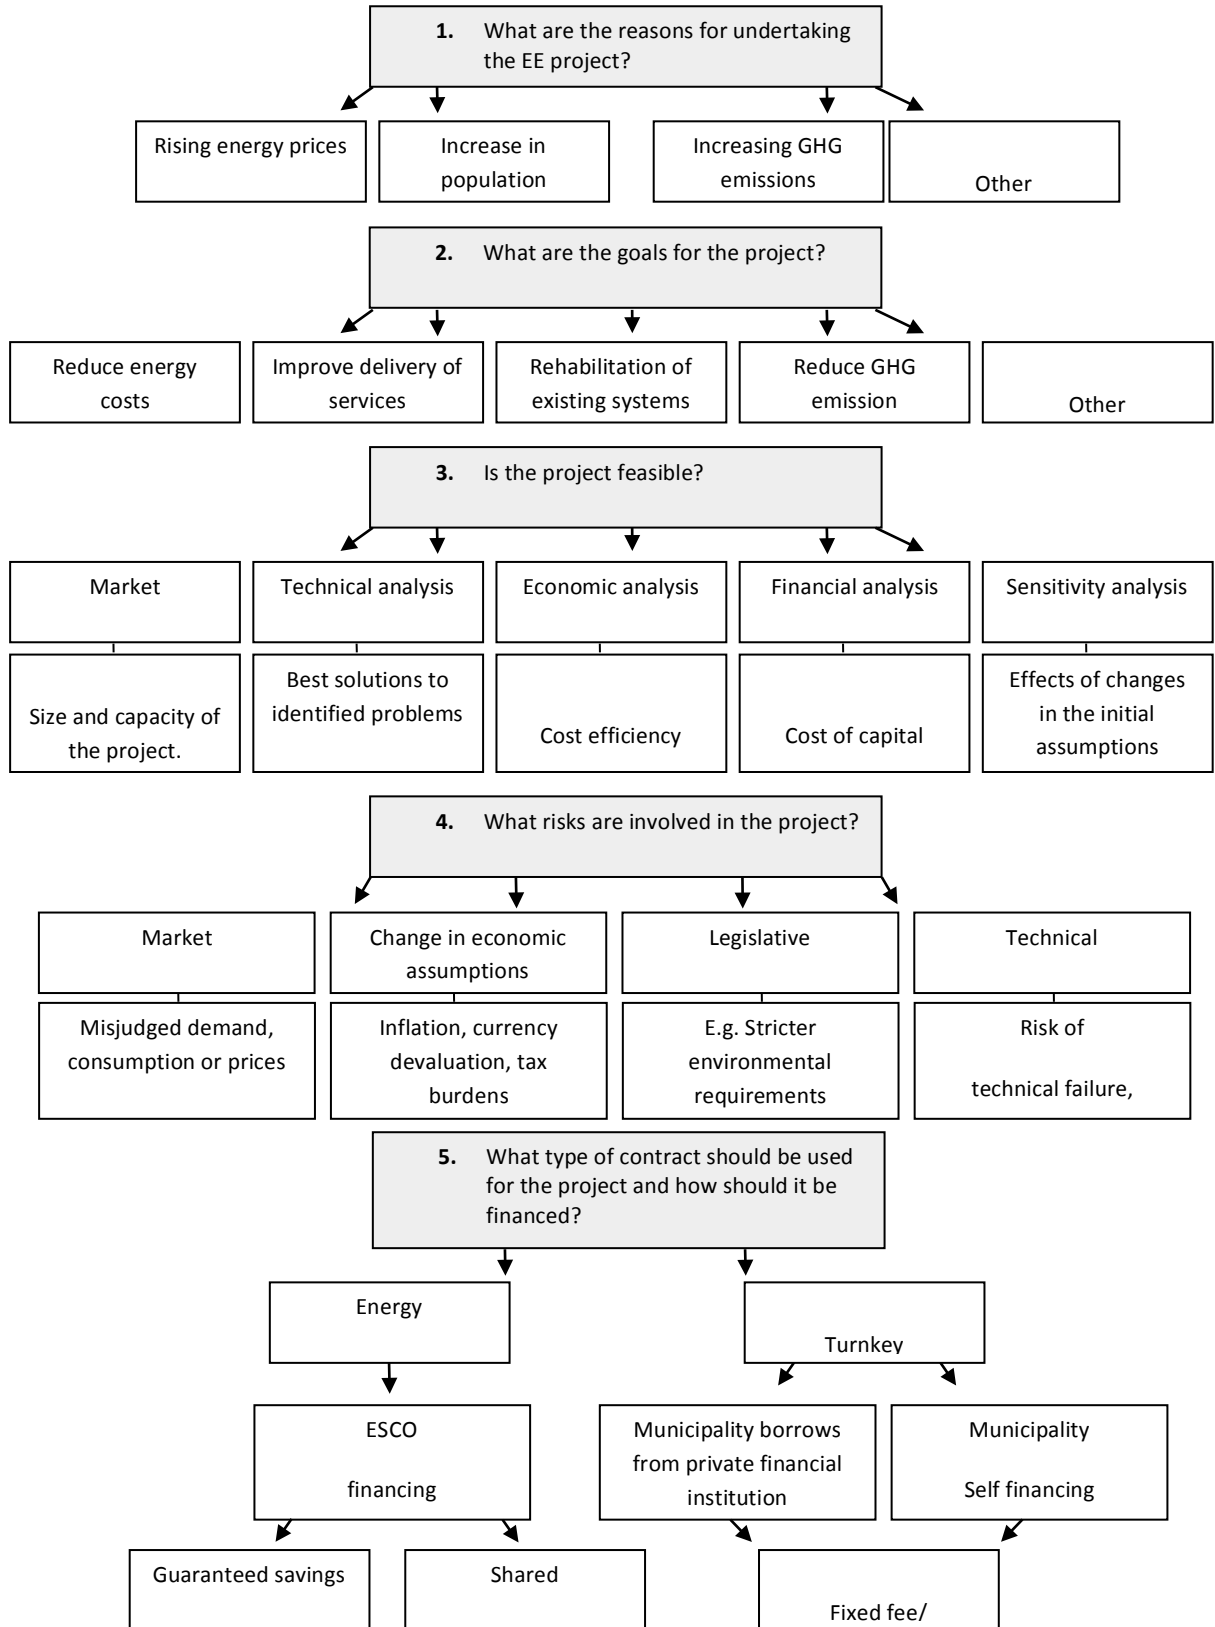 1. What are the reasons for undertaking
the EE project?
Rising energy prices
Increase in
population
Increasing GHG
emissions
Other
2. What are the goals for the project?
Reduce energy
costs
Improve delivery of
services
Rehabilitation of
existing systems
Reduce GHG
emission
Other
3. Is the project feasible?
Market
Technical analysis
Economic analysis
Financial analysis
Sensitivity analysis
Size and capacity of
the project.
Best solutions to
identified problems
Cost efficiency
Cost of capital
Effects of changes
in the initial
assumptions
4. What risks are involved in the project?
Market
Change in economic
assumptions
Legislative
Technical
Misjudged demand,
consumption or prices
Inflation, currency
devaluation, tax
burdens
E.g. Stricter
environmental
requirements
Risk of
technical failure,
5. What type of contract should be used
for the project and how should it be
financed?
Energy
Turnkey
ESCO
financing
Municipality borrows
from private financial
institution
Municipality
Self financing
Guaranteed savings
Shared
Fixed fee/